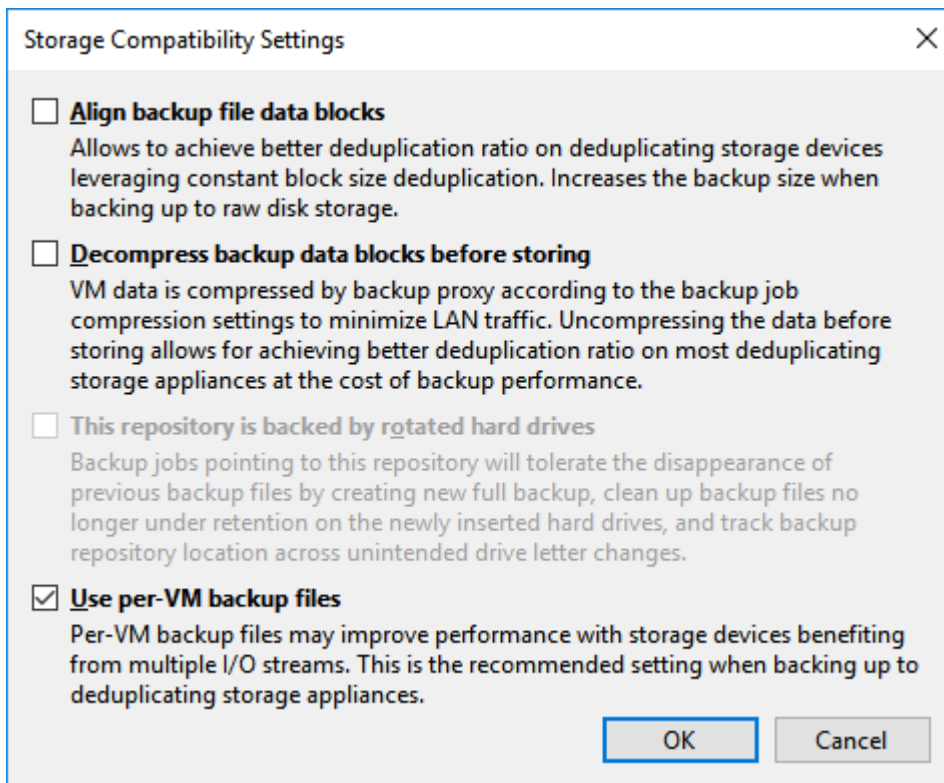 Storage Compatibility Settings
Align backup file data blocks
Allows to achieve better deduplication ratio on deduplicating storage devices
leveraging constant block size deduplication. Increases the backup size when
backing up to raw disk storage.
Decompress backup data blocks before storing
VM data is compressed by backup proxy according to the backup job
compression settings to minimize LAN traffic. Uncompressing the data before
storing allows for achieving better deduplication ratio on most deduplicating
storage appliances at the cost of backup performance.
This repository is backed by rotated hard drives
Backup jobs pointing to this repository will tolerate the disappearance of
previous backup files by creating new full backup, clean up backup files no
longer under retention on the newly inserted hard drives, and track backup
repository location across unintended drive letter changes.
Use per-VM backup files
Per-VM backup files may improve performance with storage devices benefiting
from multiple I/O streams. This is the recommended setting when backing up to
deduplicating storage appliances.
OK Cancel